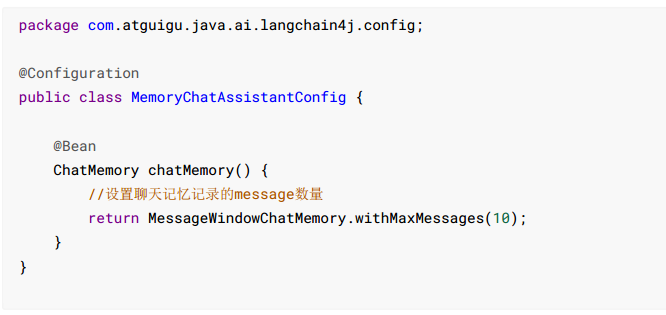 package com.atguigu.java.ai.langchain4j.config;
@Configuration
public class MemoryChatAssistantConfig {
@Bean
ChatMemory chatMemory() {
//设置聊天记忆记录的message数量
return MessageWindowChatMemory.withMaxMessages(10);
}
}